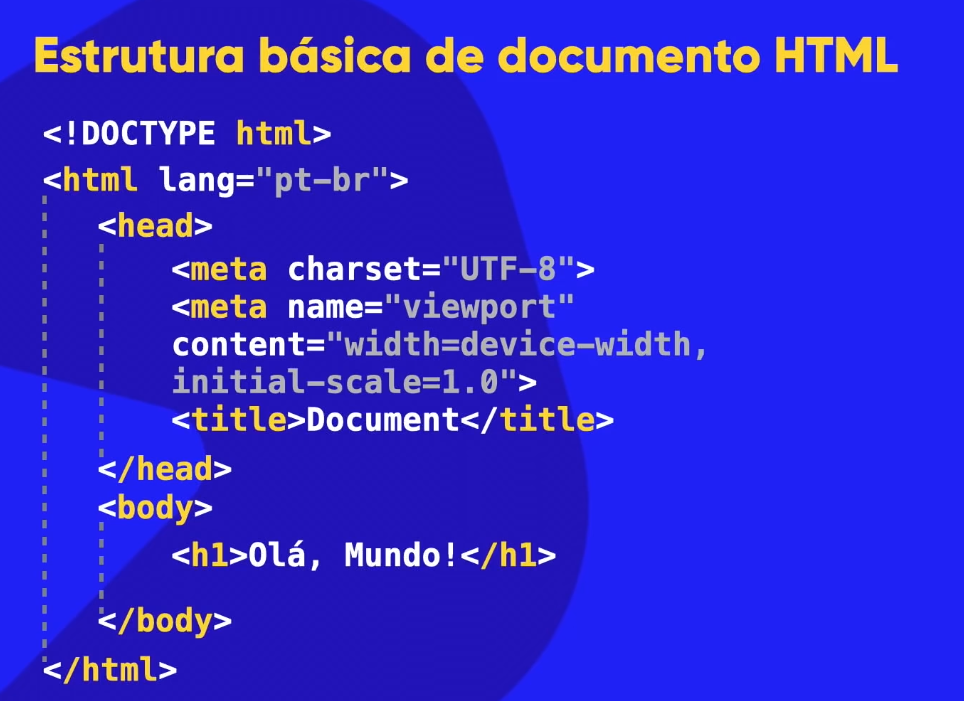 Estrutura básica de documento HTML
<!DOCTYPE html>
<html lang="pt-br">
<head>
<meta charset="UTF-8">
<meta name="viewport"
content="width=device-width,
initial-scale=1.0">
<title>Document</title>
</head>
<body>
<h1>Olá, Mundo!</h1>
</body>
</html>